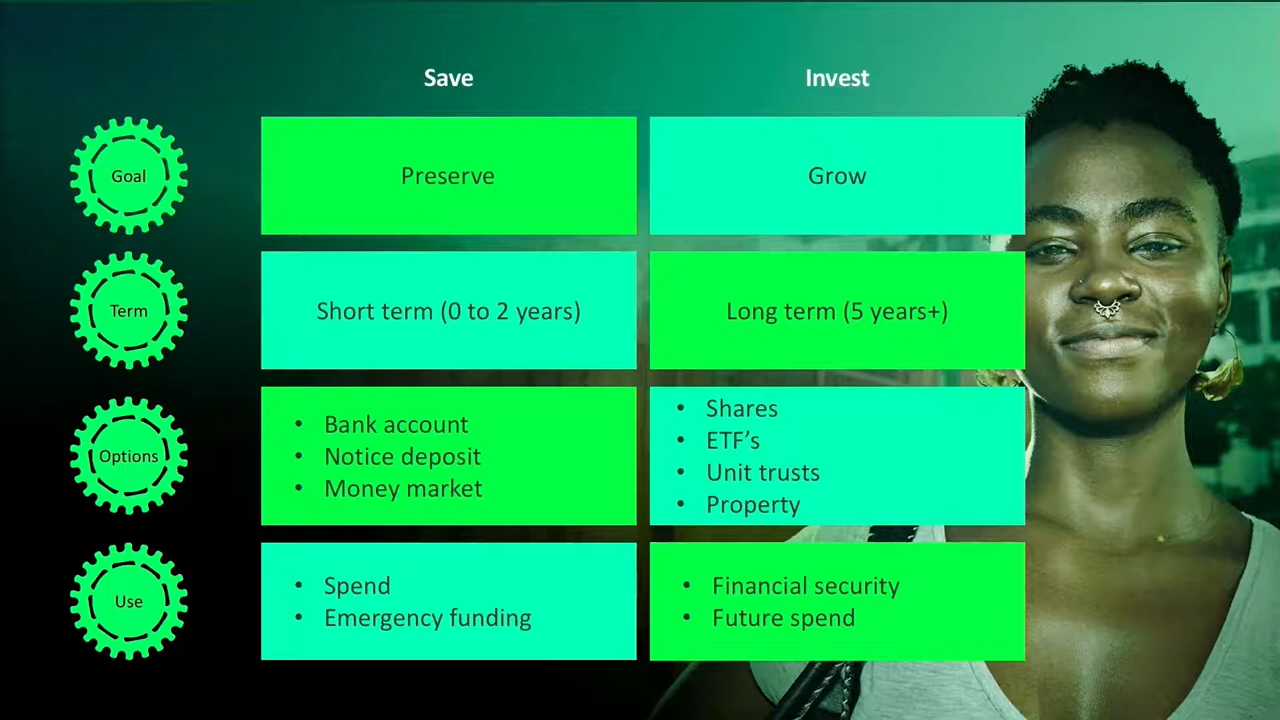 Save
Invest
Goal
Preserve
Grow
Term
Short term (0 to 2 years)
Long term (5 years+)
Options
• Bank account
• Notice deposit
• Money market
• Shares
• ETF’s
• Unit trusts
• Property
Use
• Spend
• Emergency funding
• Financial security
• Future spend